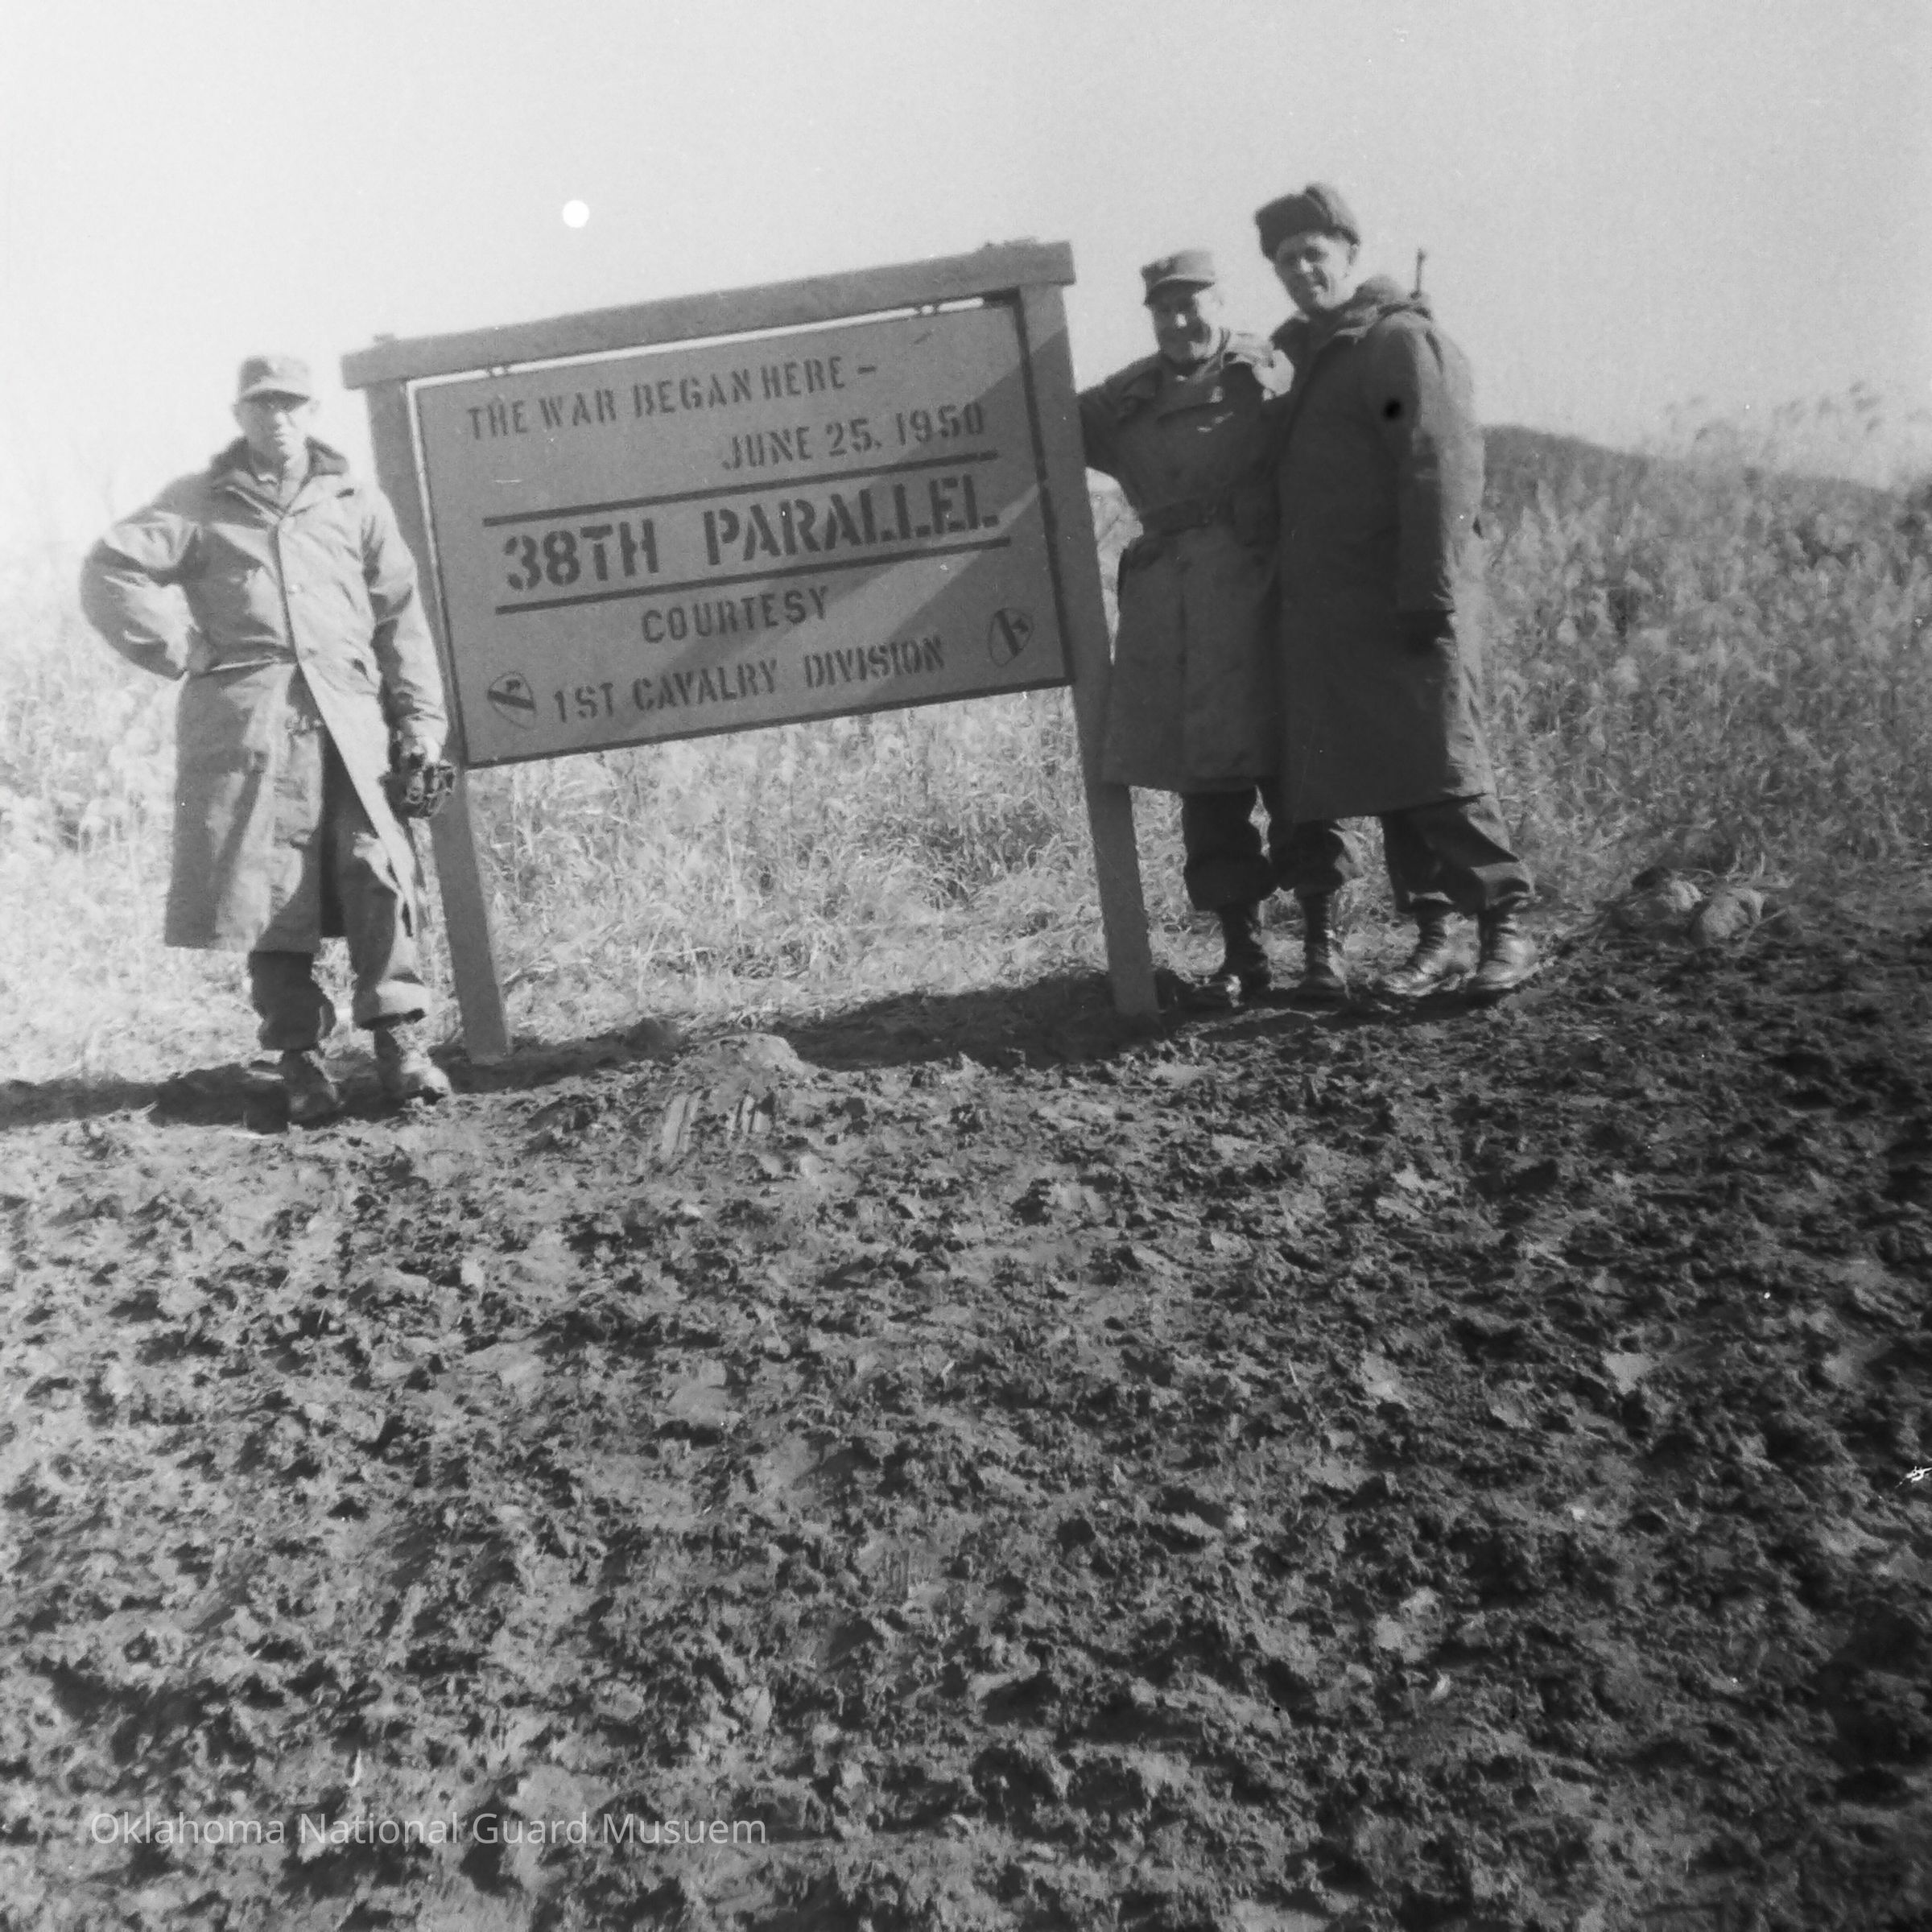 THE WAR BEGAN HERE -
JUNE 25, 1950
38TH PARALLEL
COURTESY
1ST CAVALRY DIVISION
Oklahoma National Guard Musuem